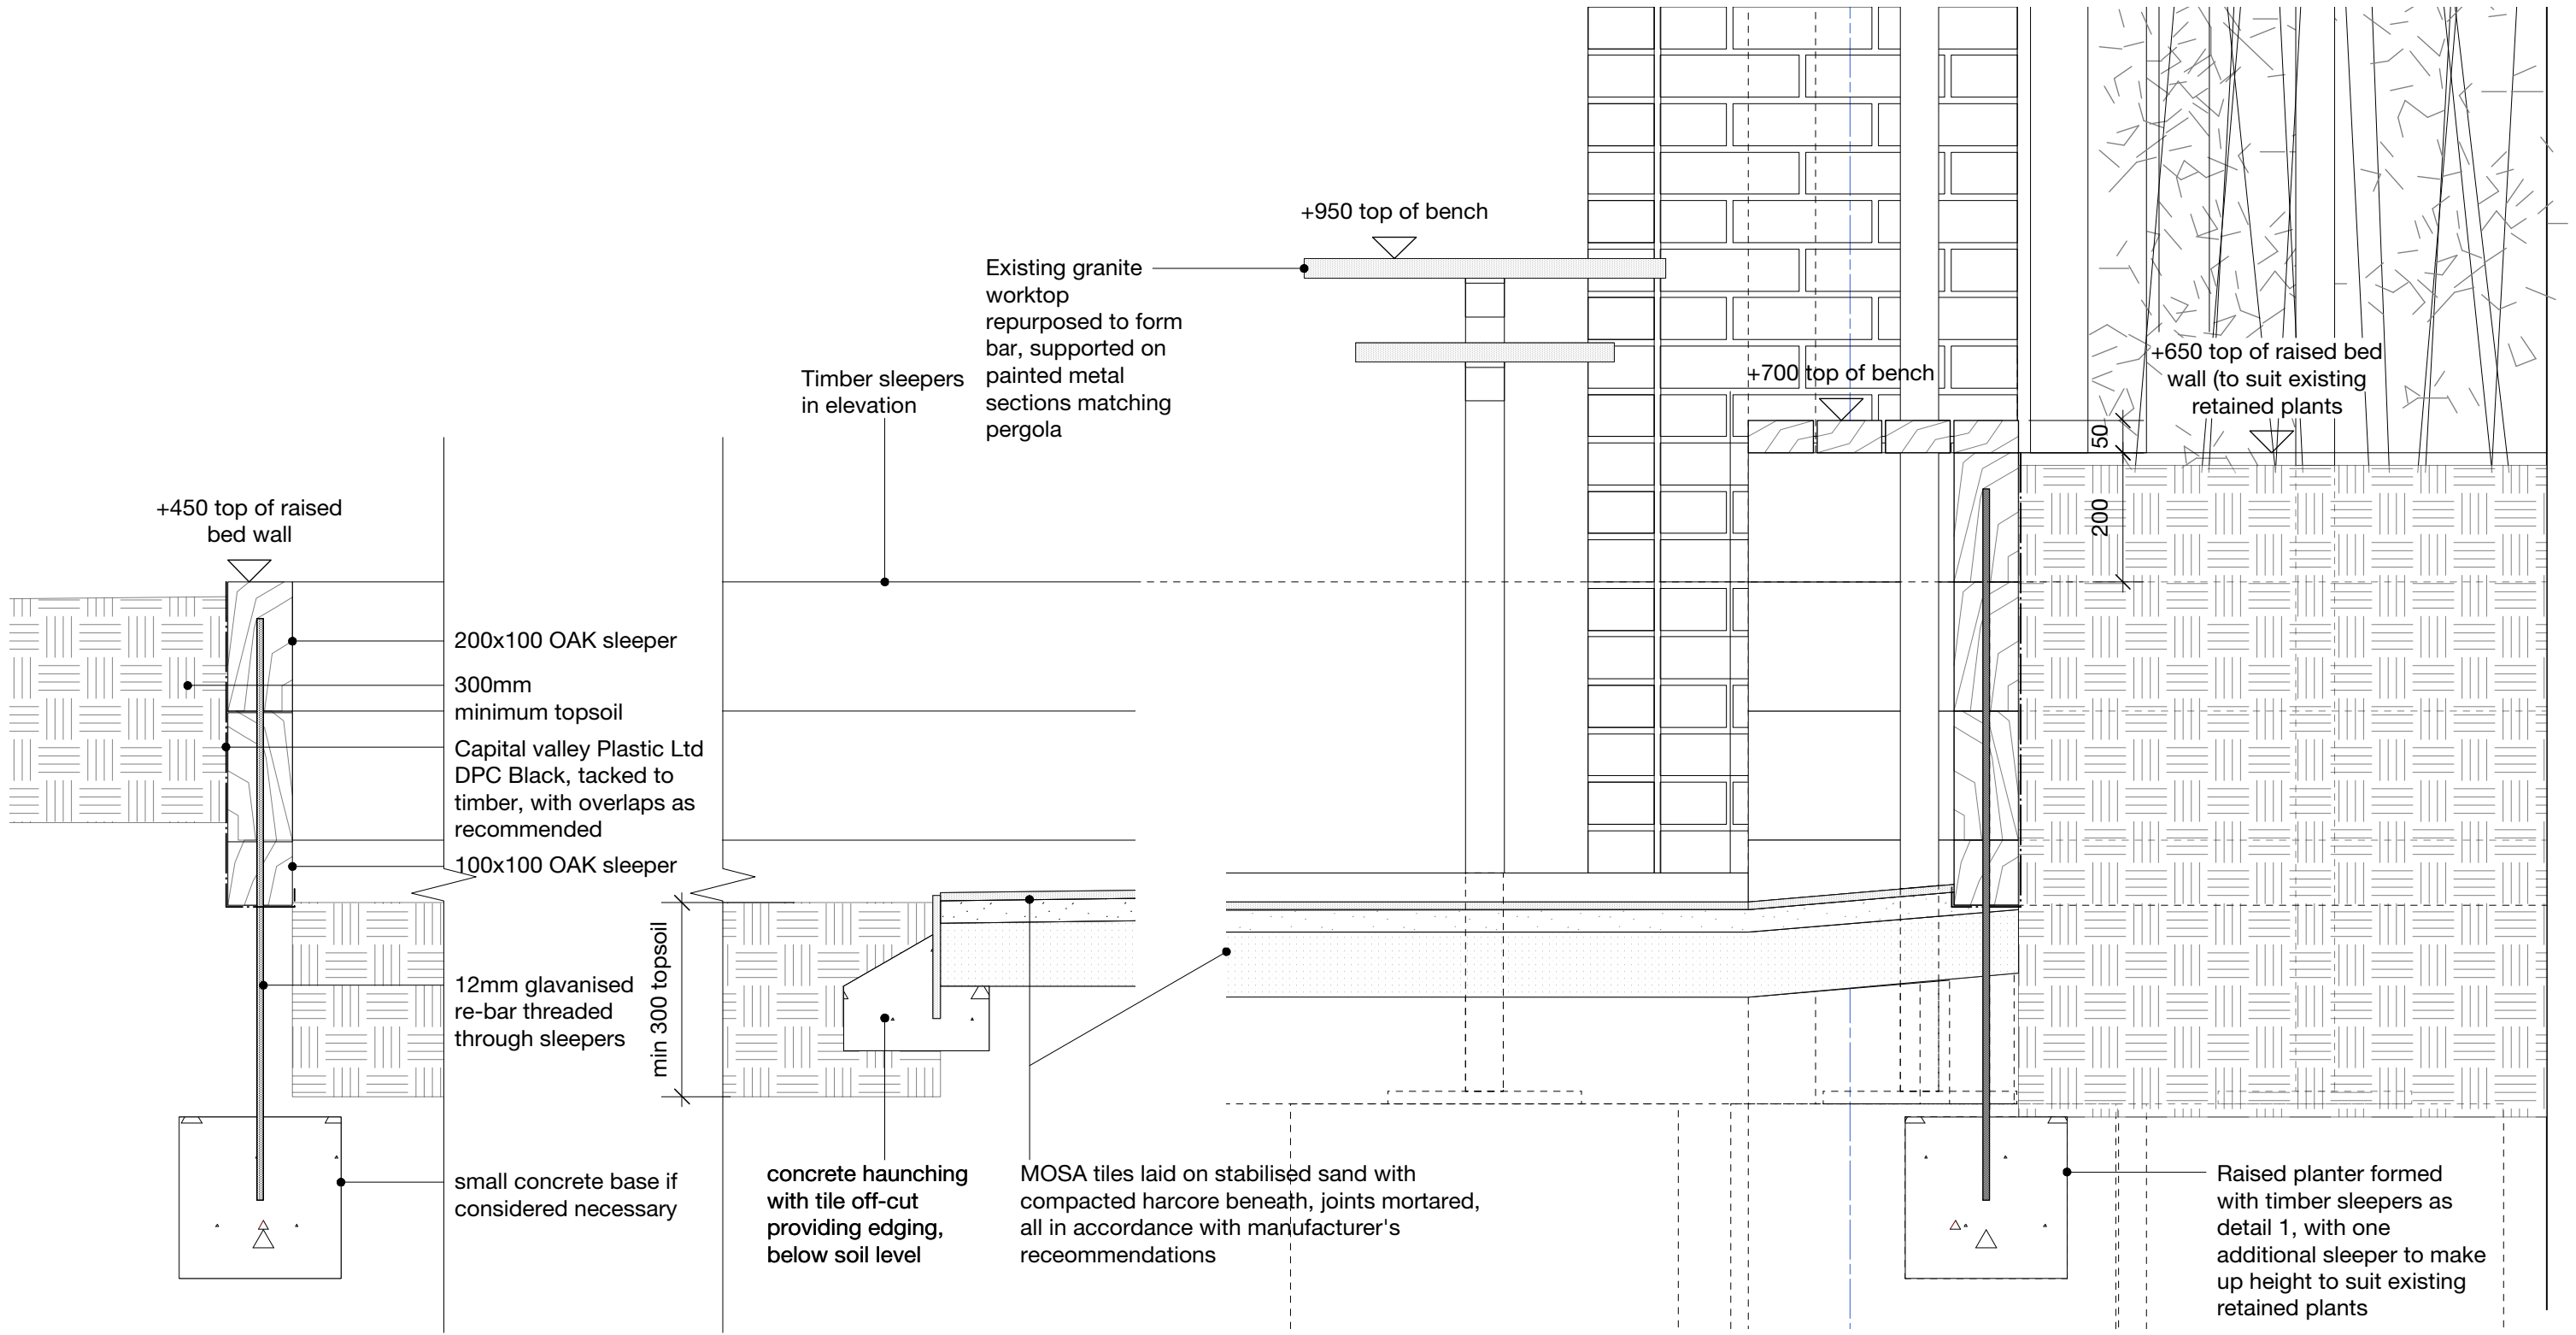 +950 top of bench
Existing granite
worktop
repurposed to form
bar, supported on
painted metal
sections matching
pergola
Timber sleepers
in elevation
+700 top of bench
+650 top of raised bed
wall (to suit existing
retained plants
50
200
+450 top of raised
bed wall
200x100 OAK sleeper
300mm
minimum topsoil
Capital valley Plastic Ltd
DPC Black, tacked to
timber, with overlaps as
recommended
100x100 OAK sleeper
12mm glavanised
re-bar threaded
through sleepers
min 300 topsoil
small concrete base if
considered necessary
concrete haunching
with tile off-cut
providing edging,
below soil level
MOSA tiles laid on stabilised sand with
compacted harcore beneath, joints mortared,
all in accordance with manufacturer's
receommendations
Raised planter formed
with timber sleepers as
detail 1, with one
additional sleeper to make
up height to suit existing
retained plants